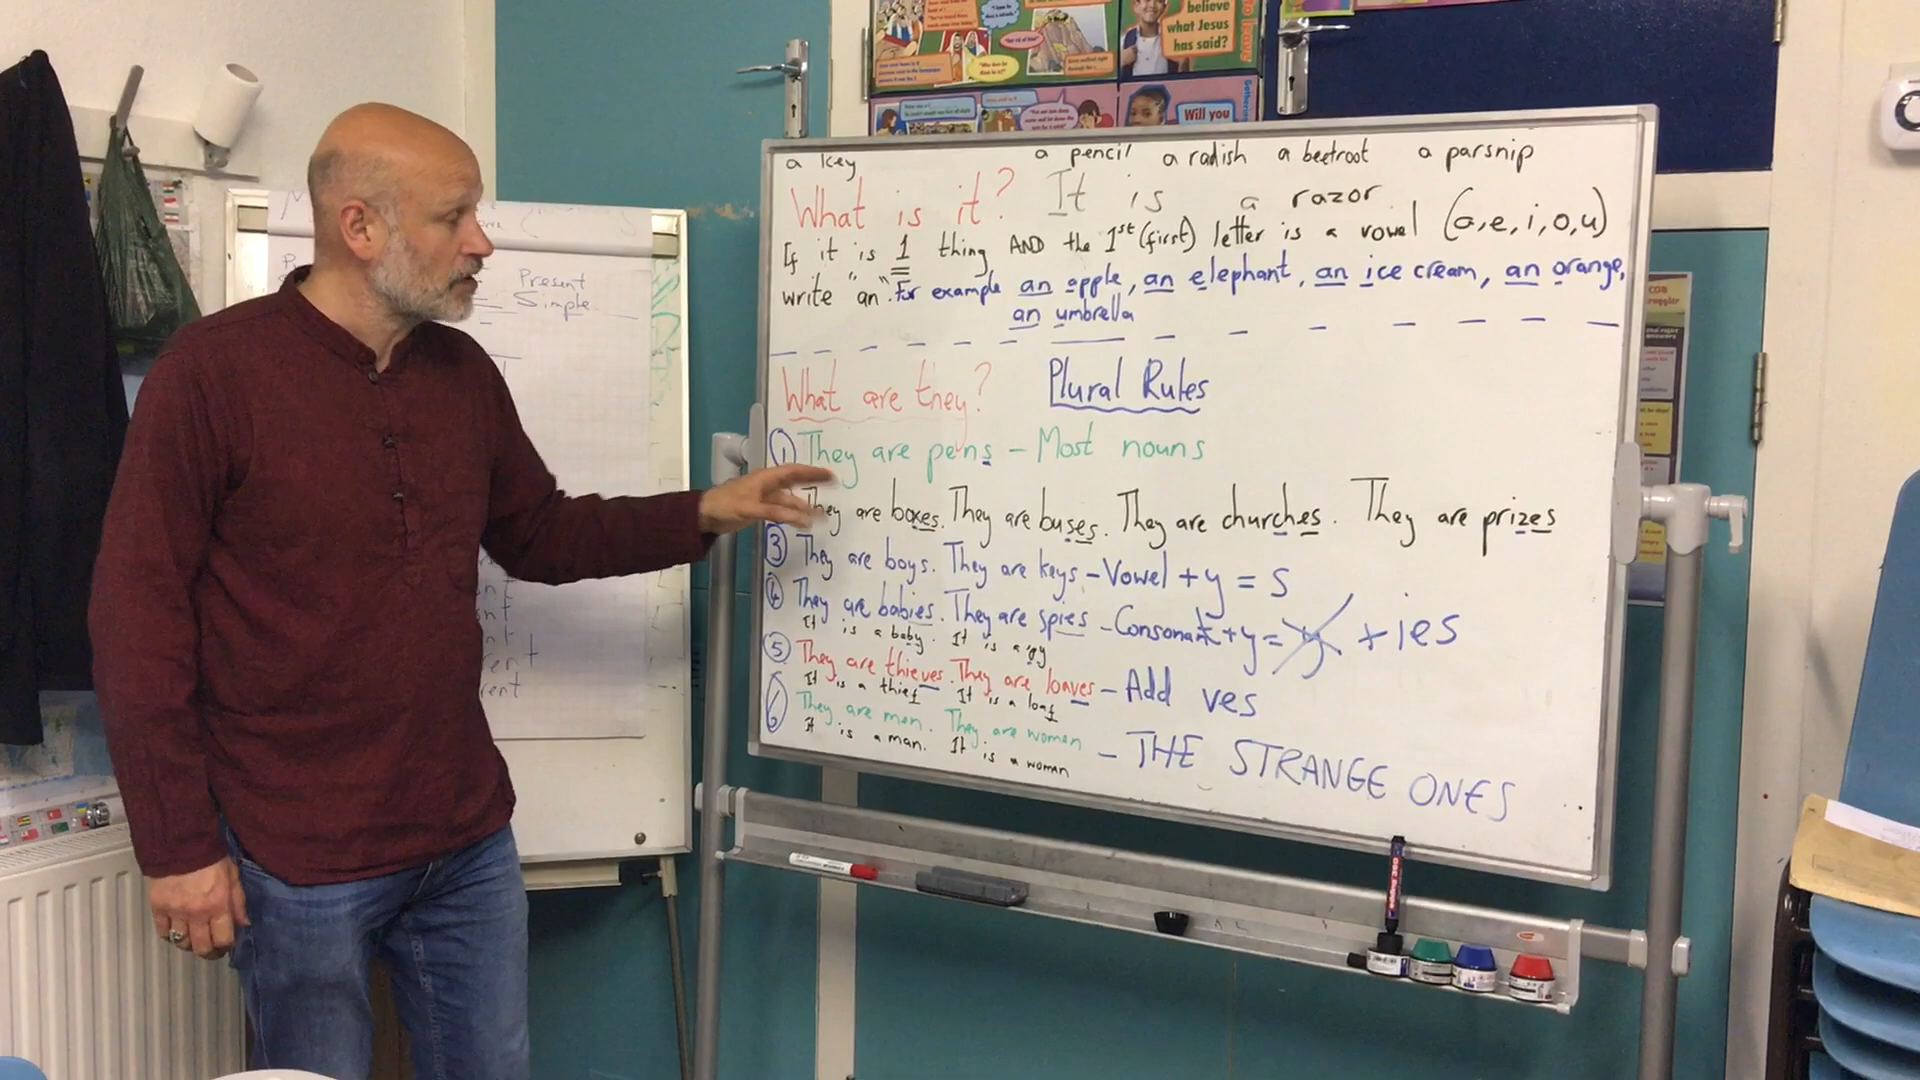 believe
what Jesus
has said?
Will you
Present
Simple
a key a pencil a radish a beetroot a parsnip
What is it? It is a razor
If it is 1 thing AND the 1st (first) letter is a vowel (a,e,i,o,u)
write "an". For example an apple, an elephant, an ice cream, an orange,
an umbrella
What are they? Plural Rules
1 They are pens - Most nouns
They are boxes. They are buses. They are churches. They are prizes
3 They are boys. They are keys - Vowel + y = s
4 They are babies. They are spies - Consonant + y = y + ies
It is a baby. It is a spy
5 They are thieves. They are loaves - Add ves
It is a thief It is a loaf
6 They are men. They are women - THE STRANGE ONES
It is a man. It is a woman